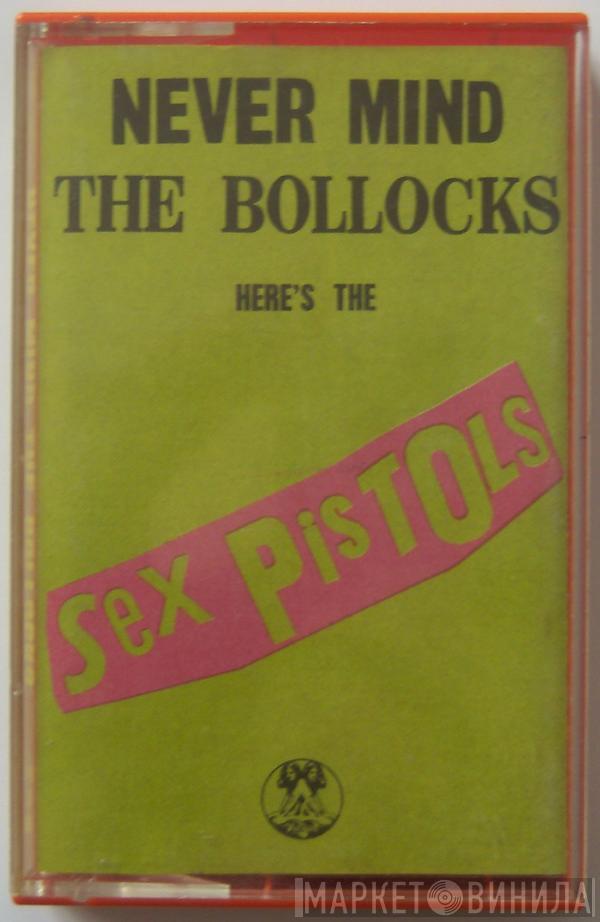 NEVER MIND
THE BOLLOCKS
HERE'S THE
Sex PiSTOLS
МАРКЕТ ВИНИЛА